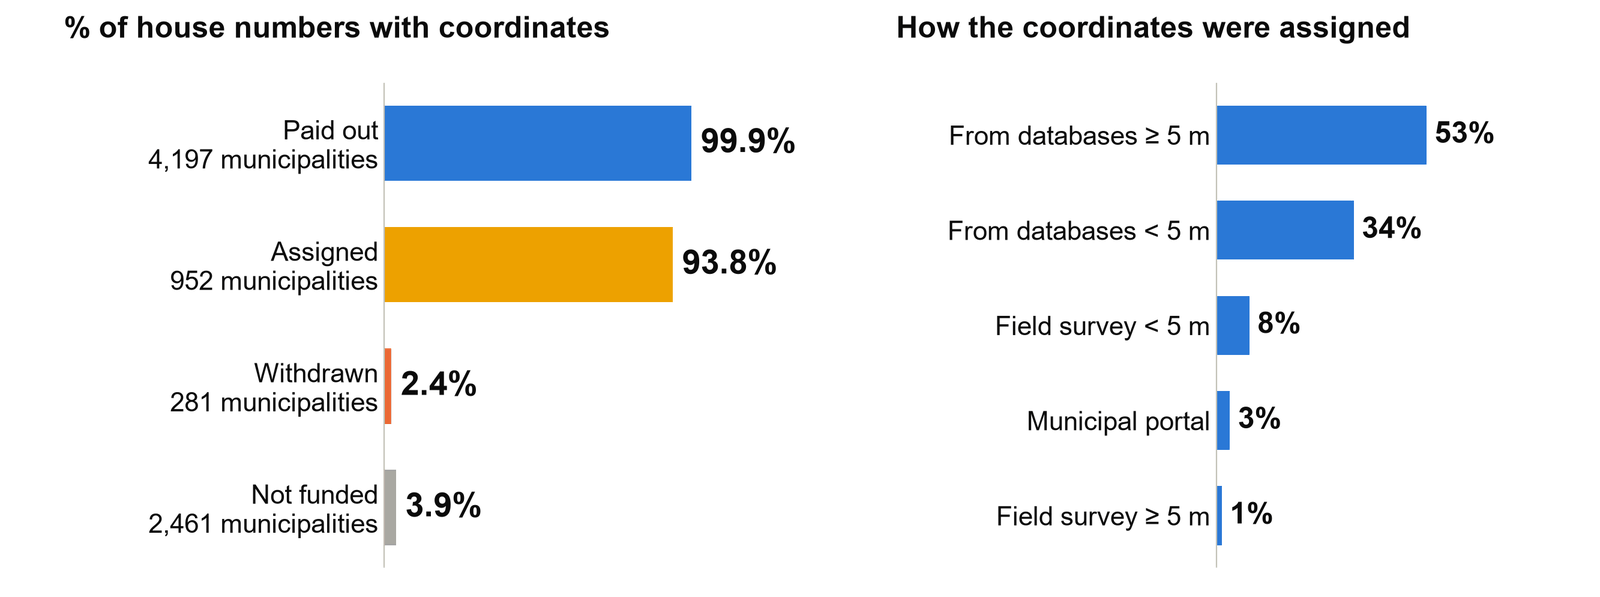 % of house numbers with coordinates
Paid out
4,197 municipalities
99.9%
Assigned
952 municipalities
93.8%
Withdrawn
281 municipalities
2.4%
Not funded
2,461 municipalities
3.9%
How the coordinates were assigned
From databases ≥ 5 m
53%
From databases < 5 m
34%
Field survey < 5 m
8%
Municipal portal
3%
Field survey ≥ 5 m
1%